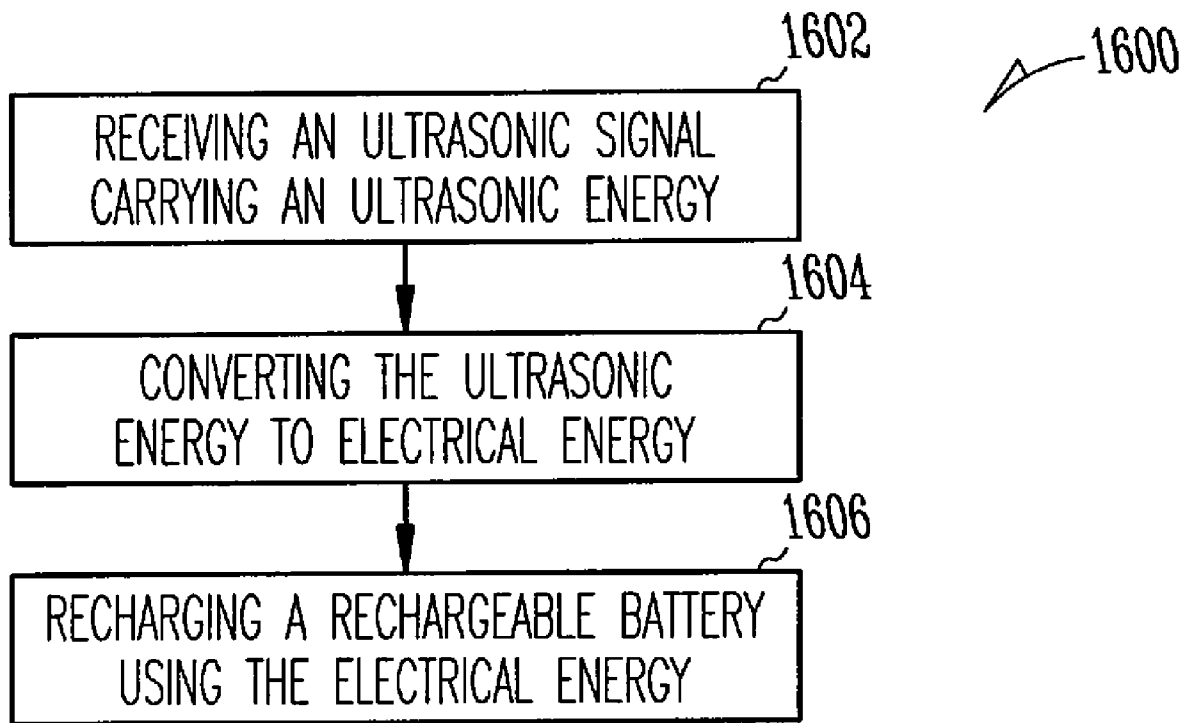 1602
1600
RECEIVING AN ULTRASONIC SIGNAL
CARRYING AN ULTRASONIC ENERGY
1604
CONVERTING THE ULTRASONIC
ENERGY TO ELECTRICAL ENERGY
1606
RECHARGING A RECHARGEABLE BATTERY
USING THE ELECTRICAL ENERGY